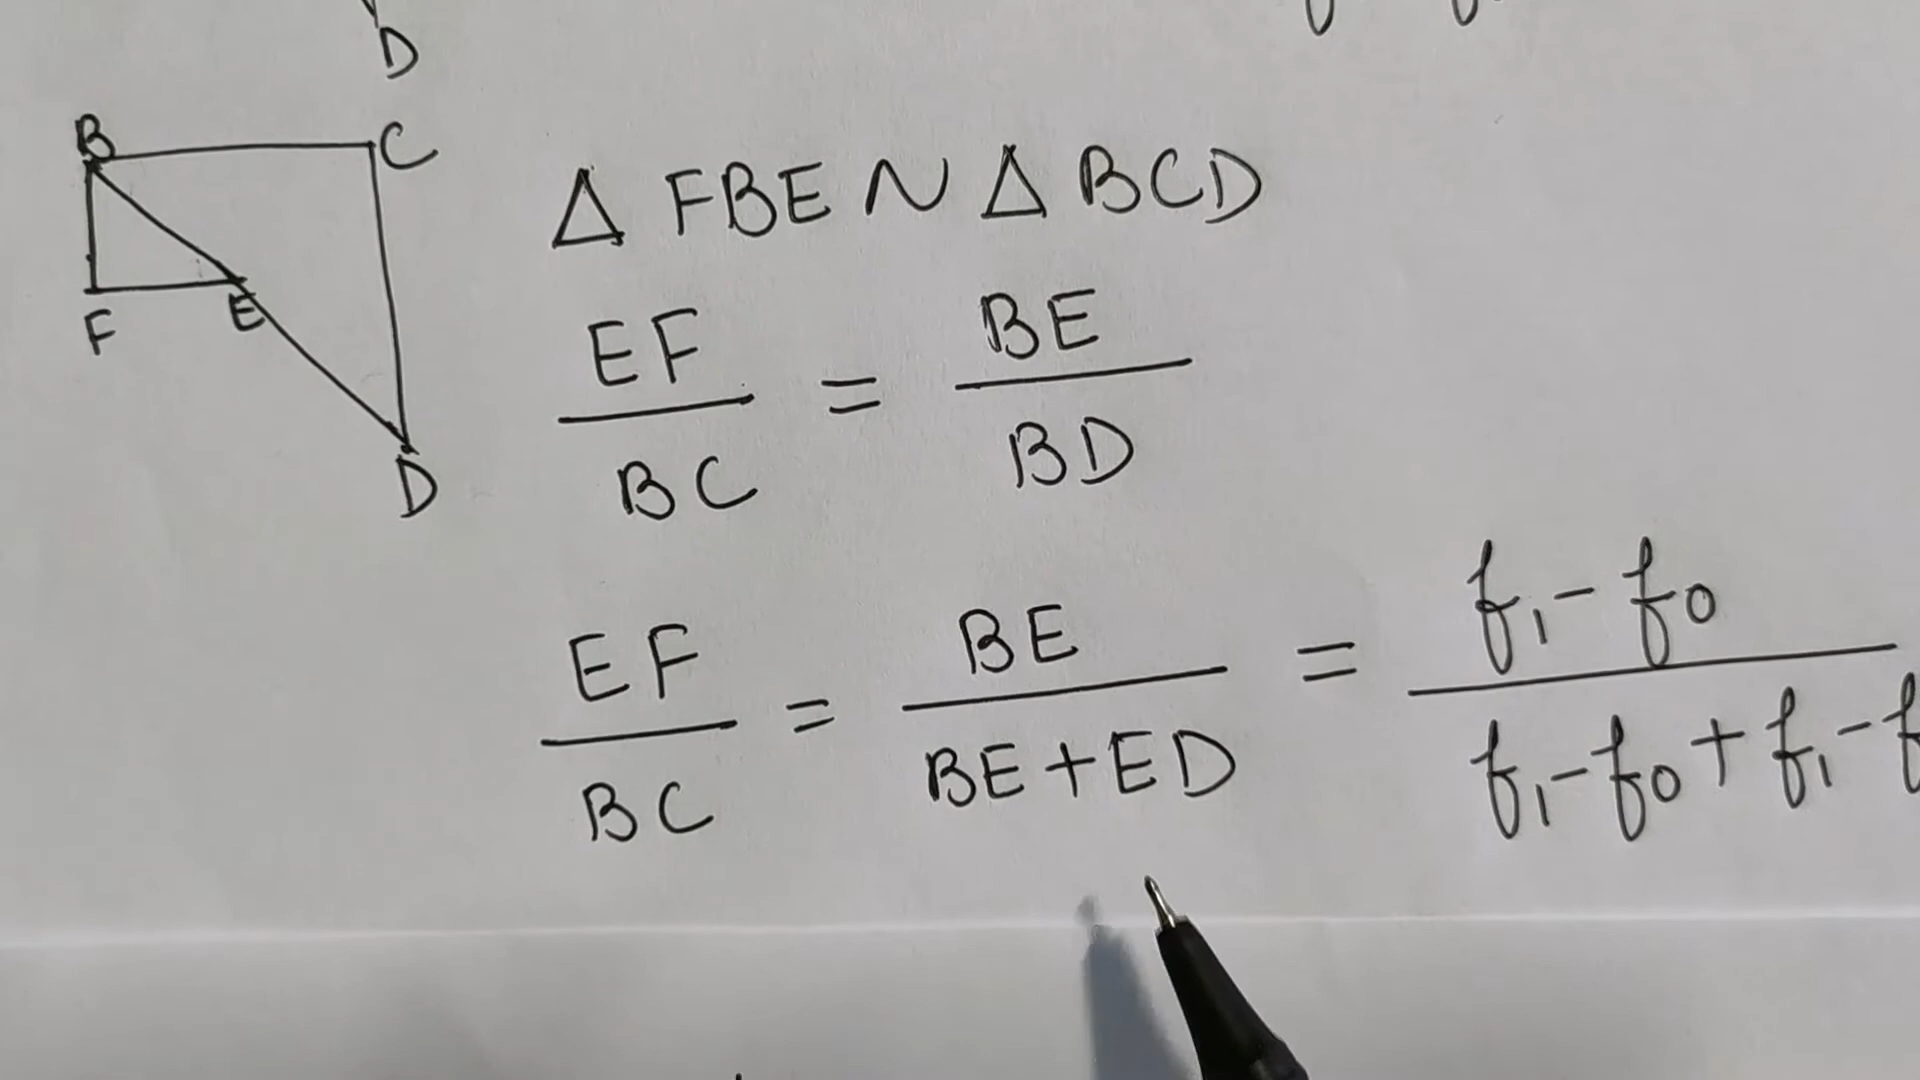 D
B C
F E
D
Δ FBE ~ Δ BCD
EF/BC = BE/BD
EF/BC = BE/BE+ED = f₁-f₀/f₁-f₀+f₁-f